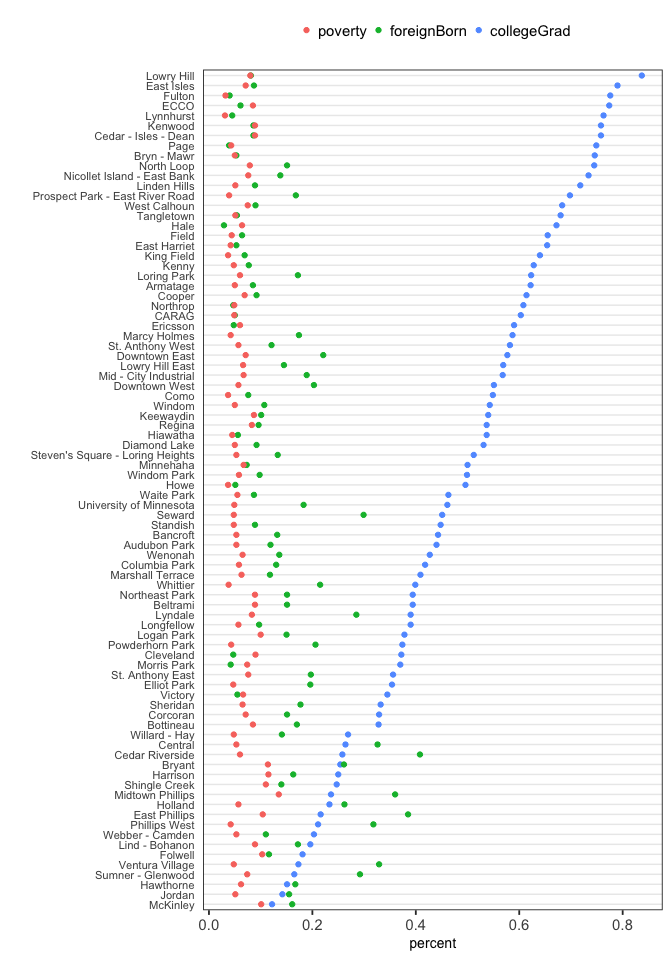 poverty foreignBorn collegeGrad
Lowry Hill
East Isles
Fulton
ECCO
Lynnhurst
Kenwood
Cedar - Isles - Dean
Page
Bryn - Mawr
North Loop
Nicollet Island - East Bank
Linden Hills
Prospect Park - East River Road
West Calhoun
Tangletown
Hale
Field
East Harriet
King Field
Kenny
Loring Park
Armatage
Cooper
Northrop
CARAG
Ericsson
Marcy Holmes
St. Anthony West
Downtown East
Lowry Hill East
Mid - City Industrial
Downtown West
Como
Windom
Keewaydin
Regina
Hiawatha
Diamond Lake
Steven's Square - Loring Heights
Minnehaha
Windom Park
Howe
Waite Park
University of Minnesota
Seward
Standish
Bancroft
Audubon Park
Wenonah
Columbia Park
Marshall Terrace
Whittier
Northeast Park
Beltrami
Lyndale
Longfellow
Logan Park
Powderhorn Park
Cleveland
Morris Park
St. Anthony East
Elliot Park
Victory
Sheridan
Corcoran
Bottineau
Willard - Hay
Central
Cedar Riverside
Bryant
Harrison
Shingle Creek
Midtown Phillips
Holland
East Phillips
Phillips West
Webber - Camden
Lind - Bohanon
Folwell
Ventura Village
Sumner - Glenwood
Hawthorne
Jordan
McKinley
0.0 0.2 0.4 0.6 0.8
percent